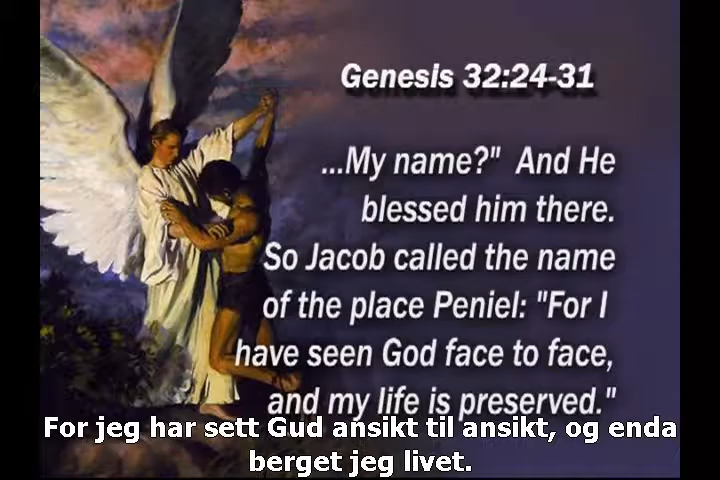 Genesis 32:24-31
...My name?" And He
blessed him there.
So Jacob called the name
of the place Peniel: "For I
have seen God face to face,
and my life is preserved."
For jeg har sett Gud ansikt til ansikt, og enda
berget jeg livet.